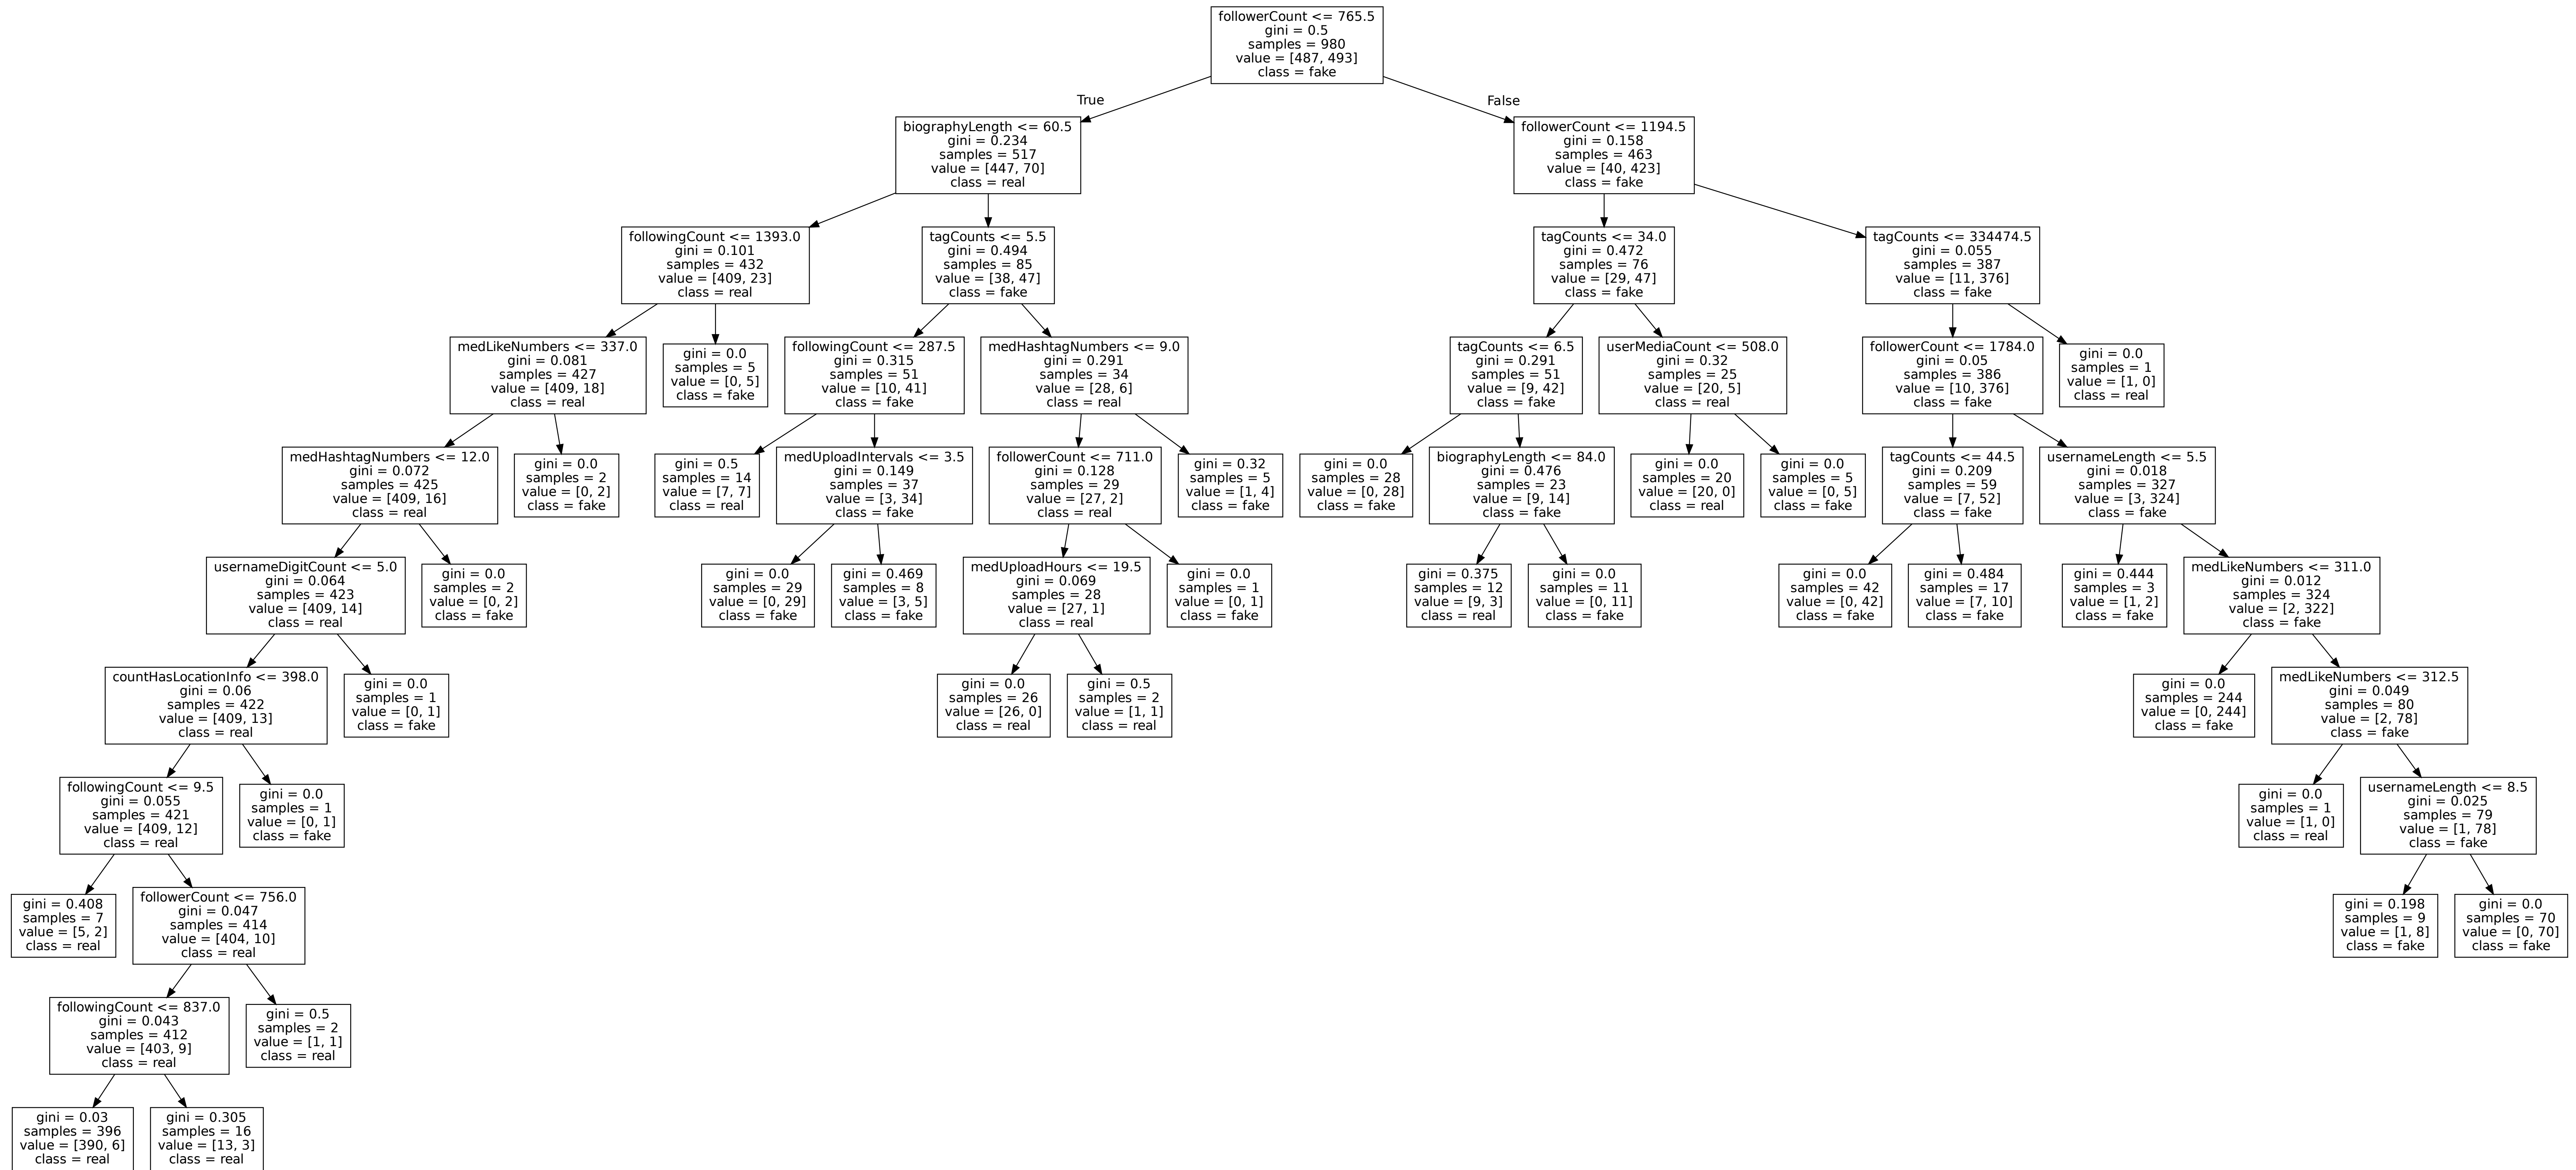 followerCount <= 765.5
gini = 0.5
samples = 980
value = [487, 493]
class = fake
True
False
biographyLength <= 60.5
gini = 0.234
samples = 517
value = [447, 70]
class = real
followerCount <= 1194.5
gini = 0.158
samples = 463
value = [40, 423]
class = fake
followingCount <= 1393.0
gini = 0.101
samples = 432
value = [409, 23]
class = real
tagCounts <= 5.5
gini = 0.494
samples = 85
value = [38, 47]
class = fake
tagCounts <= 34.0
gini = 0.472
samples = 76
value = [29, 47]
class = fake
tagCounts <= 334474.5
gini = 0.055
samples = 387
value = [11, 376]
class = fake
medLikeNumbers <= 337.0
gini = 0.081
samples = 427
value = [409, 18]
class = real
gini = 0.0
samples = 5
value = [0, 5]
class = fake
followingCount <= 287.5
gini = 0.315
samples = 51
value = [10, 41]
class = fake
medHashtagNumbers <= 9.0
gini = 0.291
samples = 34
value = [28, 6]
class = real
tagCounts <= 6.5
gini = 0.291
samples = 51
value = [9, 42]
class = fake
userMediaCount <= 508.0
gini = 0.32
samples = 25
value = [20, 5]
class = real
followerCount <= 1784.0
gini = 0.05
samples = 386
value = [10, 376]
class = fake
gini = 0.0
samples = 1
value = [1, 0]
class = real
medHashtagNumbers <= 12.0
gini = 0.072
samples = 425
value = [409, 16]
class = real
gini = 0.0
samples = 2
value = [0, 2]
class = fake
gini = 0.5
samples = 14
value = [7, 7]
class = real
medUploadIntervals <= 3.5
gini = 0.149
samples = 37
value = [3, 34]
class = fake
followerCount <= 711.0
gini = 0.128
samples = 29
value = [27, 2]
class = real
gini = 0.32
samples = 5
value = [1, 4]
class = fake
gini = 0.0
samples = 28
value = [0, 28]
class = fake
biographyLength <= 84.0
gini = 0.476
samples = 23
value = [9, 14]
class = fake
gini = 0.0
samples = 20
value = [20, 0]
class = real
gini = 0.0
samples = 5
value = [0, 5]
class = fake
tagCounts <= 44.5
gini = 0.209
samples = 59
value = [7, 52]
class = fake
usernameLength <= 5.5
gini = 0.018
samples = 327
value = [3, 324]
class = fake
usernameDigitCount <= 5.0
gini = 0.064
samples = 423
value = [409, 14]
class = real
gini = 0.0
samples = 2
value = [0, 2]
class = fake
gini = 0.0
samples = 29
value = [0, 29]
class = fake
gini = 0.469
samples = 8
value = [3, 5]
class = fake
medUploadHours <= 19.5
gini = 0.069
samples = 28
value = [27, 1]
class = real
gini = 0.0
samples = 1
value = [0, 1]
class = fake
gini = 0.375
samples = 12
value = [9, 3]
class = real
gini = 0.0
samples = 11
value = [0, 11]
class = fake
gini = 0.0
samples = 42
value = [0, 42]
class = fake
gini = 0.484
samples = 17
value = [7, 10]
class = fake
gini = 0.444
samples = 3
value = [1, 2]
class = fake
medLikeNumbers <= 311.0
gini = 0.012
samples = 324
value = [2, 322]
class = fake
countHasLocationInfo <= 398.0
gini = 0.06
samples = 422
value = [409, 13]
class = real
gini = 0.0
samples = 1
value = [0, 1]
class = fake
gini = 0.0
samples = 26
value = [26, 0]
class = real
gini = 0.5
samples = 2
value = [1, 1]
class = real
gini = 0.0
samples = 244
value = [0, 244]
class = fake
medLikeNumbers <= 312.5
gini = 0.049
samples = 80
value = [2, 78]
class = fake
followingCount <= 9.5
gini = 0.055
samples = 421
value = [409, 12]
class = real
gini = 0.0
samples = 1
value = [0, 1]
class = fake
gini = 0.0
samples = 1
value = [1, 0]
class = real
usernameLength <= 8.5
gini = 0.025
samples = 79
value = [1, 78]
class = fake
gini = 0.408
samples = 7
value = [5, 2]
class = real
followerCount <= 756.0
gini = 0.047
samples = 414
value = [404, 10]
class = real
gini = 0.198
samples = 9
value = [1, 8]
class = fake
gini = 0.0
samples = 70
value = [0, 70]
class = fake
followingCount <= 837.0
gini = 0.043
samples = 412
value = [403, 9]
class = real
gini = 0.5
samples = 2
value = [1, 1]
class = real
gini = 0.03
samples = 396
value = [390, 6]
class = real
gini = 0.305
samples = 16
value = [13, 3]
class = real